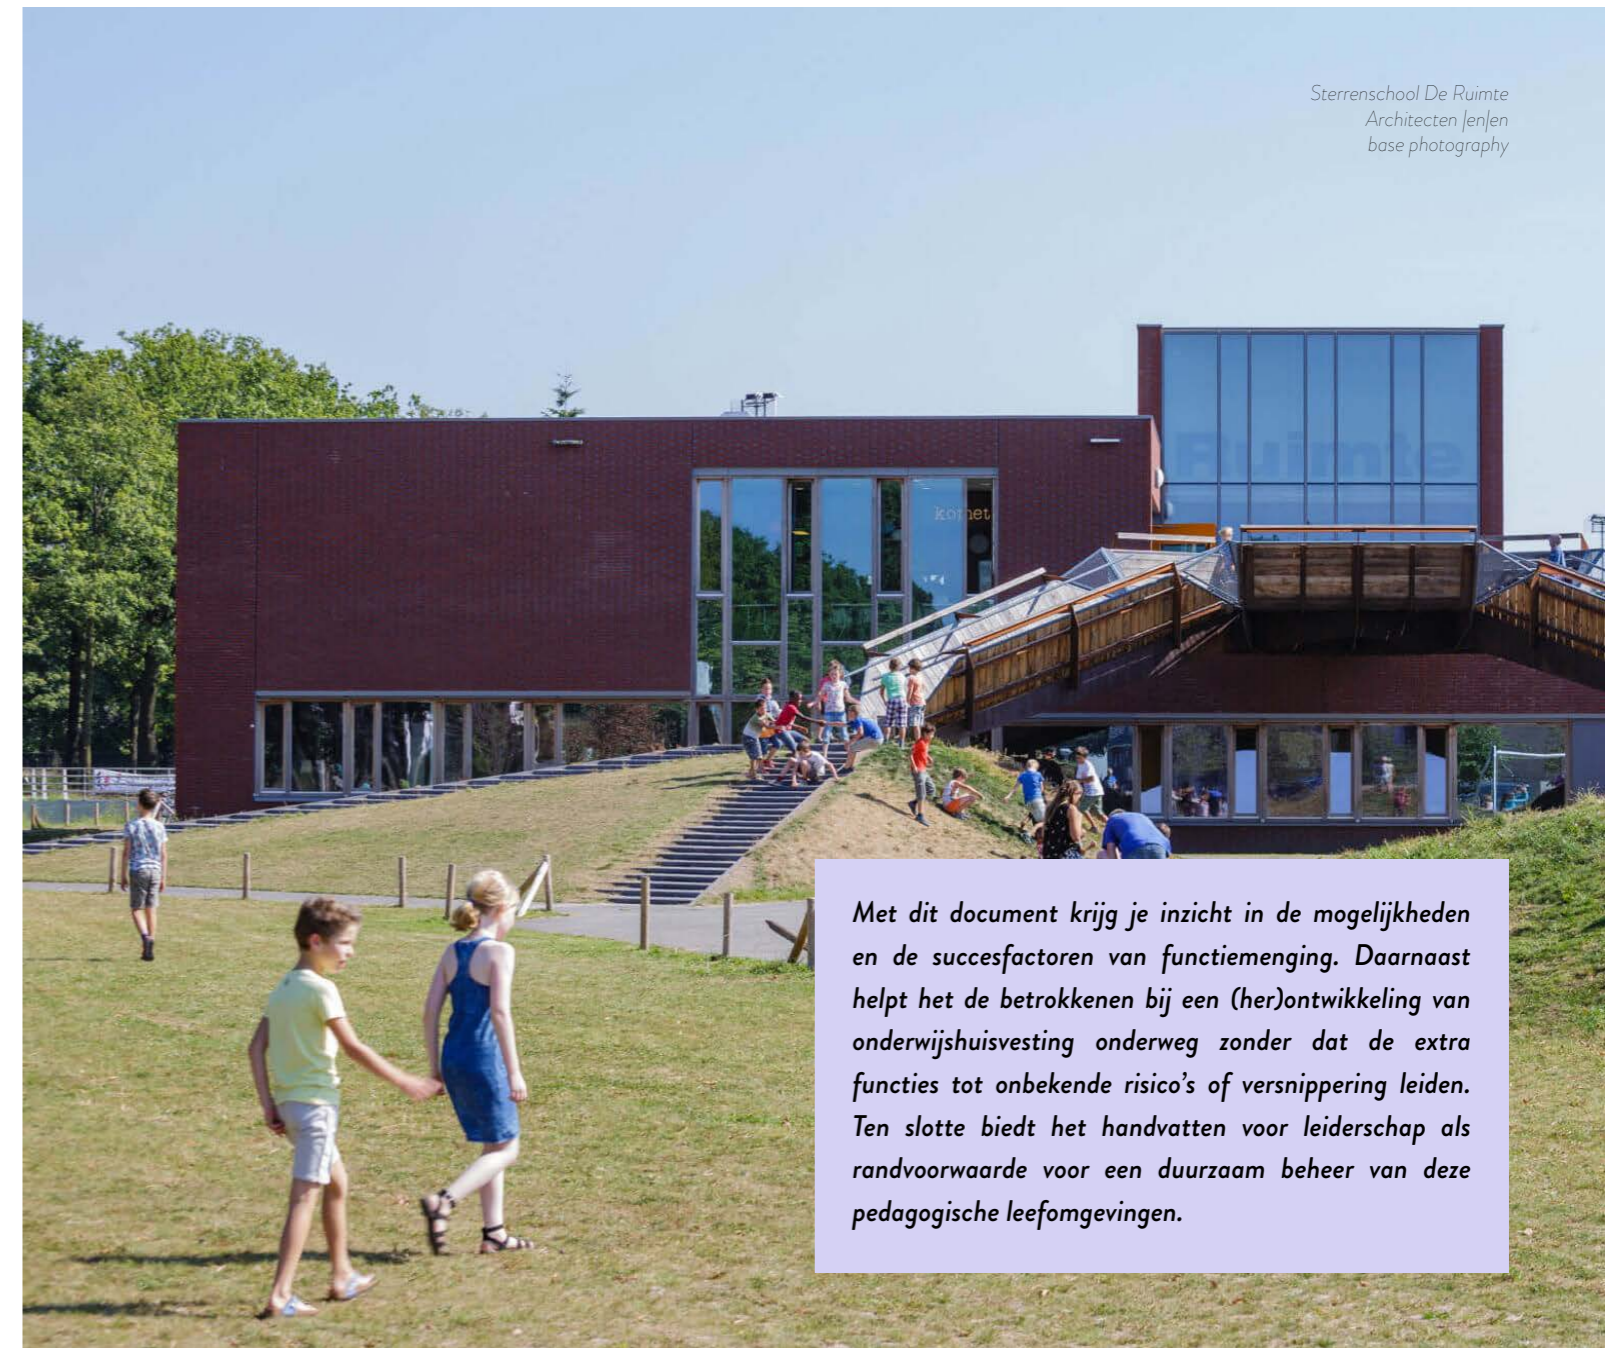 Sterrenschool De Ruimte
Architecten |en|en
base photography
Ruimte
komet
Met dit document krijg je inzicht in de mogelijkheden
en de succesfactoren van functiemenging. Daarnaast
helpt het de betrokkenen bij een (her)ontwikkeling van
onderwijshuisvesting onderweg zonder dat de extra
functies tot onbekende risico's of versnippering leiden.
Ten slotte biedt het handvatten voor leiderschap als
randvoorwaarde voor een duurzaam beheer van deze
pedagogische leefomgevingen.